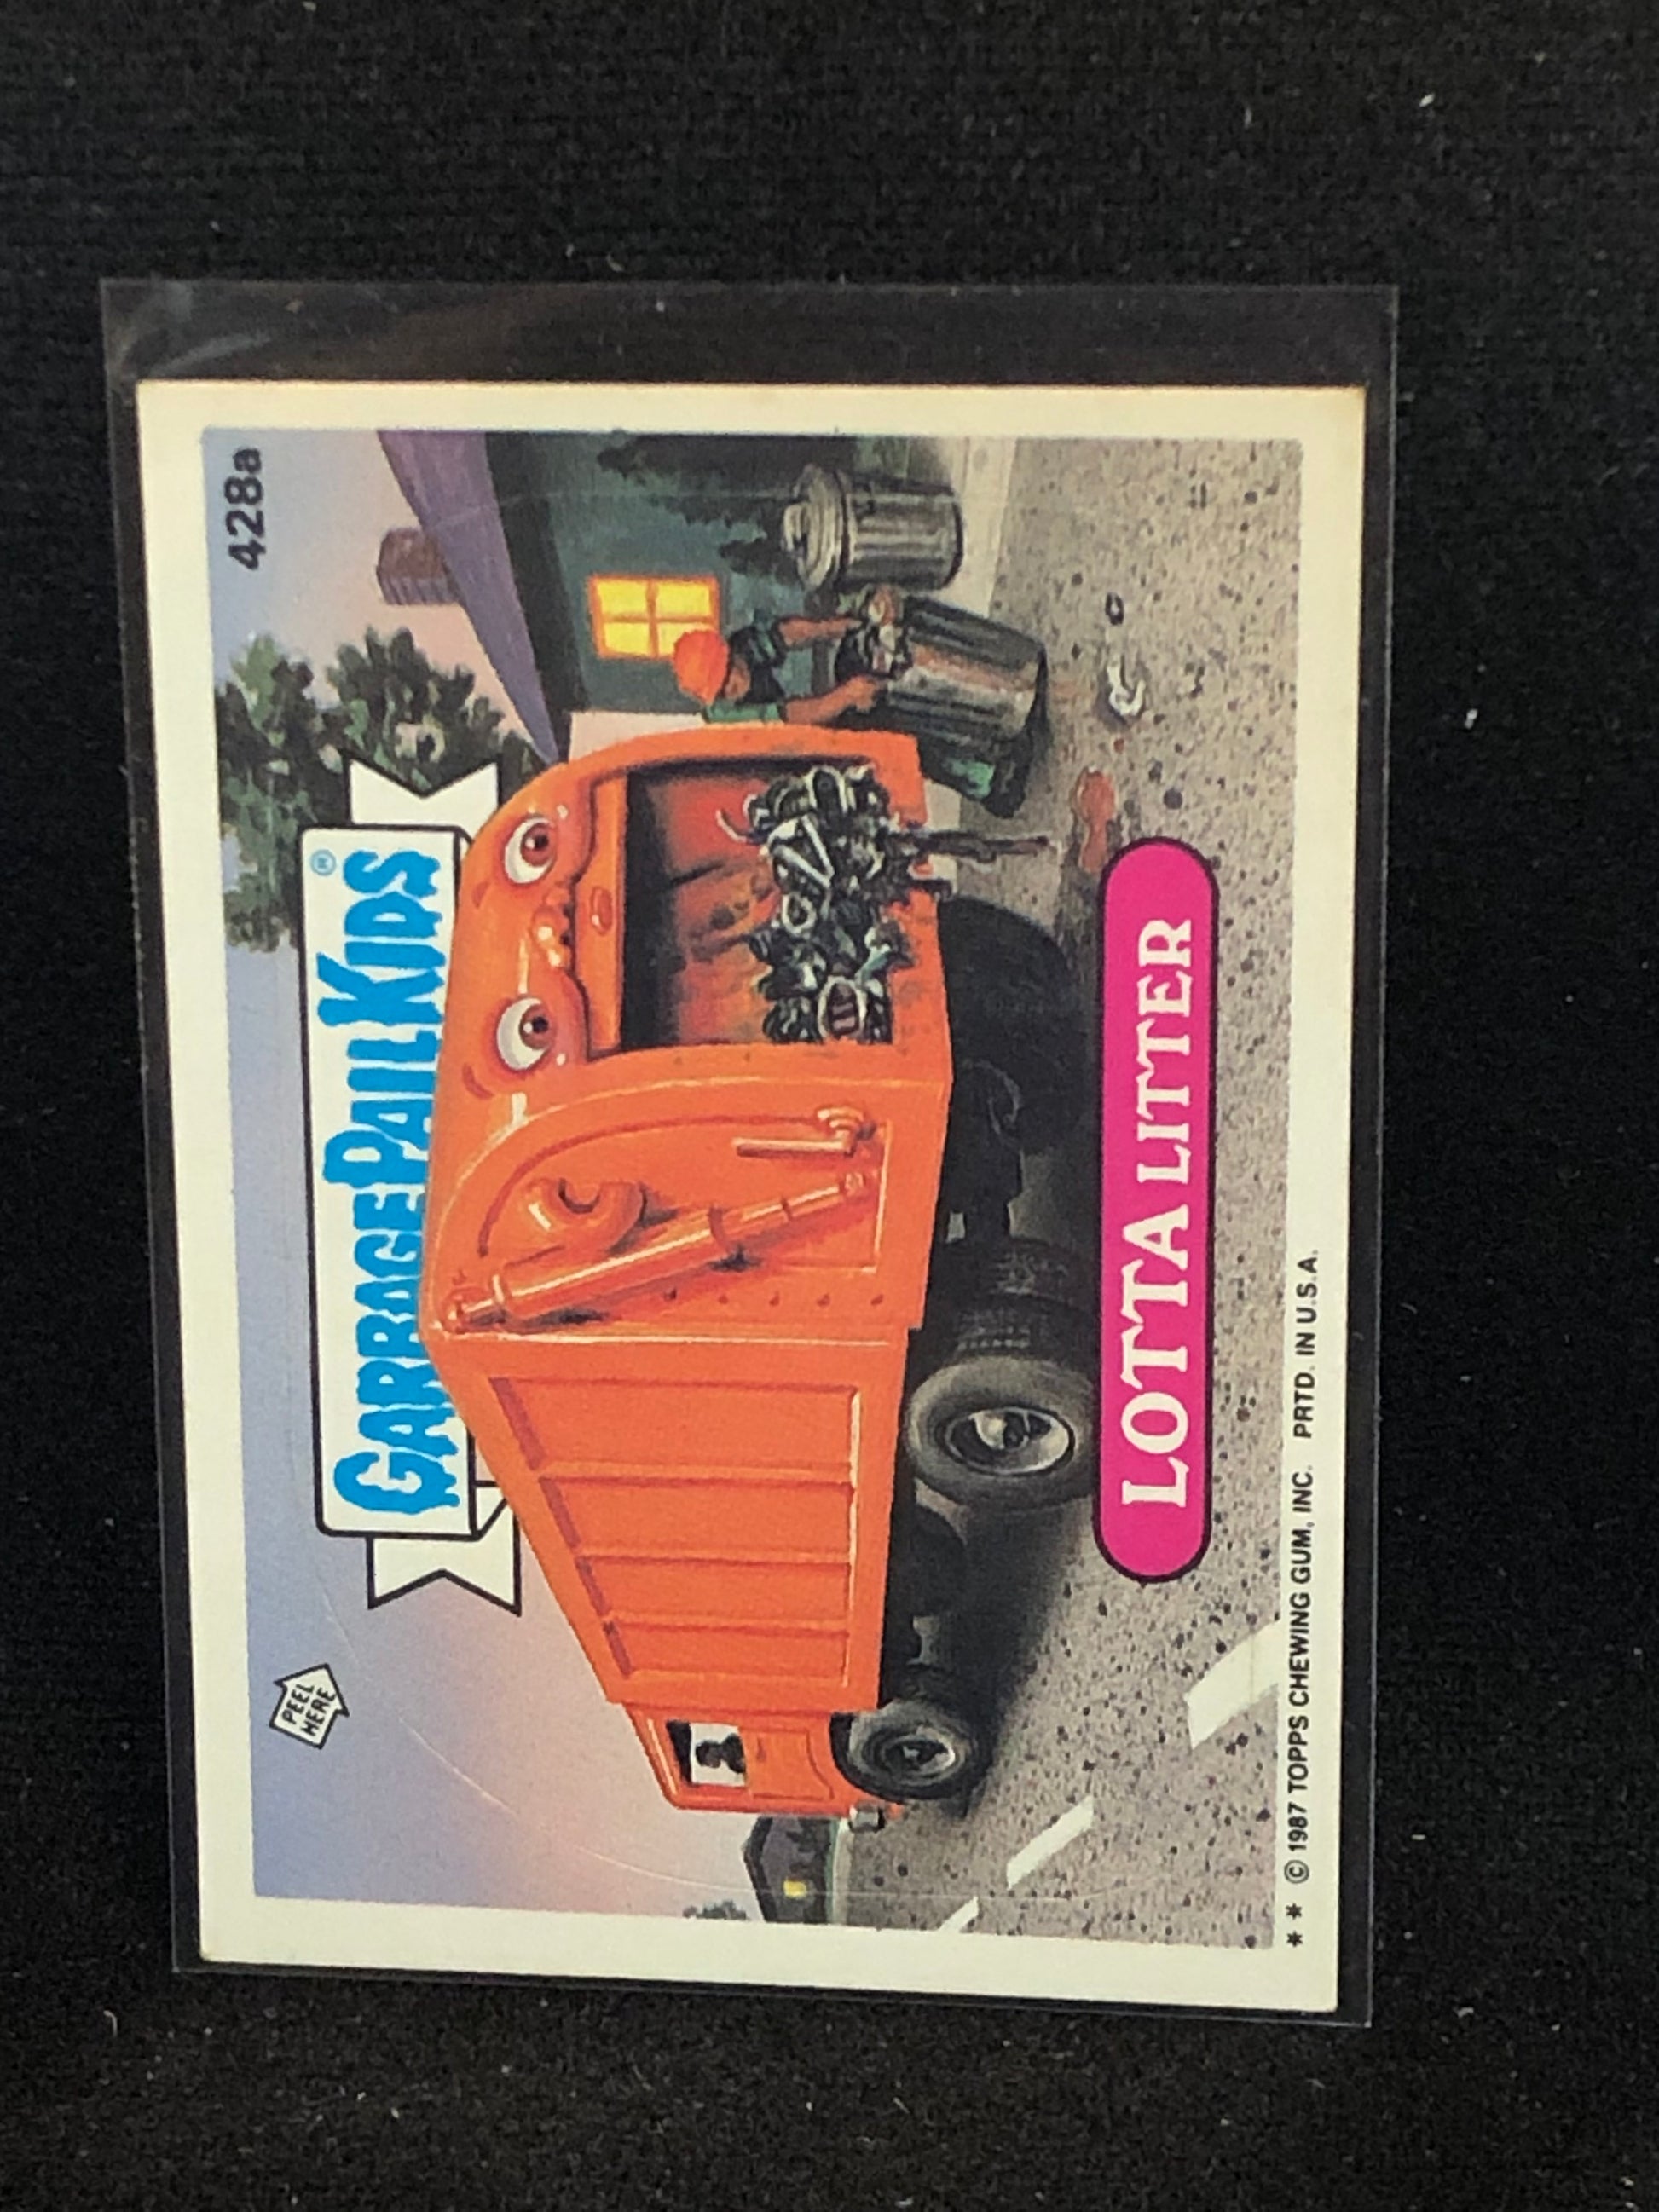 428a
PEEL
HERE
GARBAGE PAIL KIDS®
LOTTA LITTER
** © 1987 TOPPS CHEWING GUM, INC. PRTD. IN U.S.A.